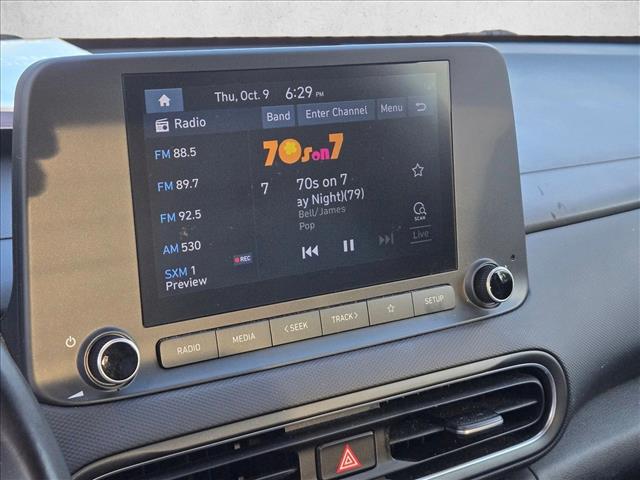 Thu, Oct. 9 6:29 PM
Radio Band Enter Channel Menu
FM 88.5
70s on 7
FM 89.7
7 70s on 7
ay Night)(79)
FM 92.5
Bell/James
Pop
SCAN
AM 530
Live
SXM 1
Preview
REC
RADIO MEDIA < SEEK TRACK > SETUP